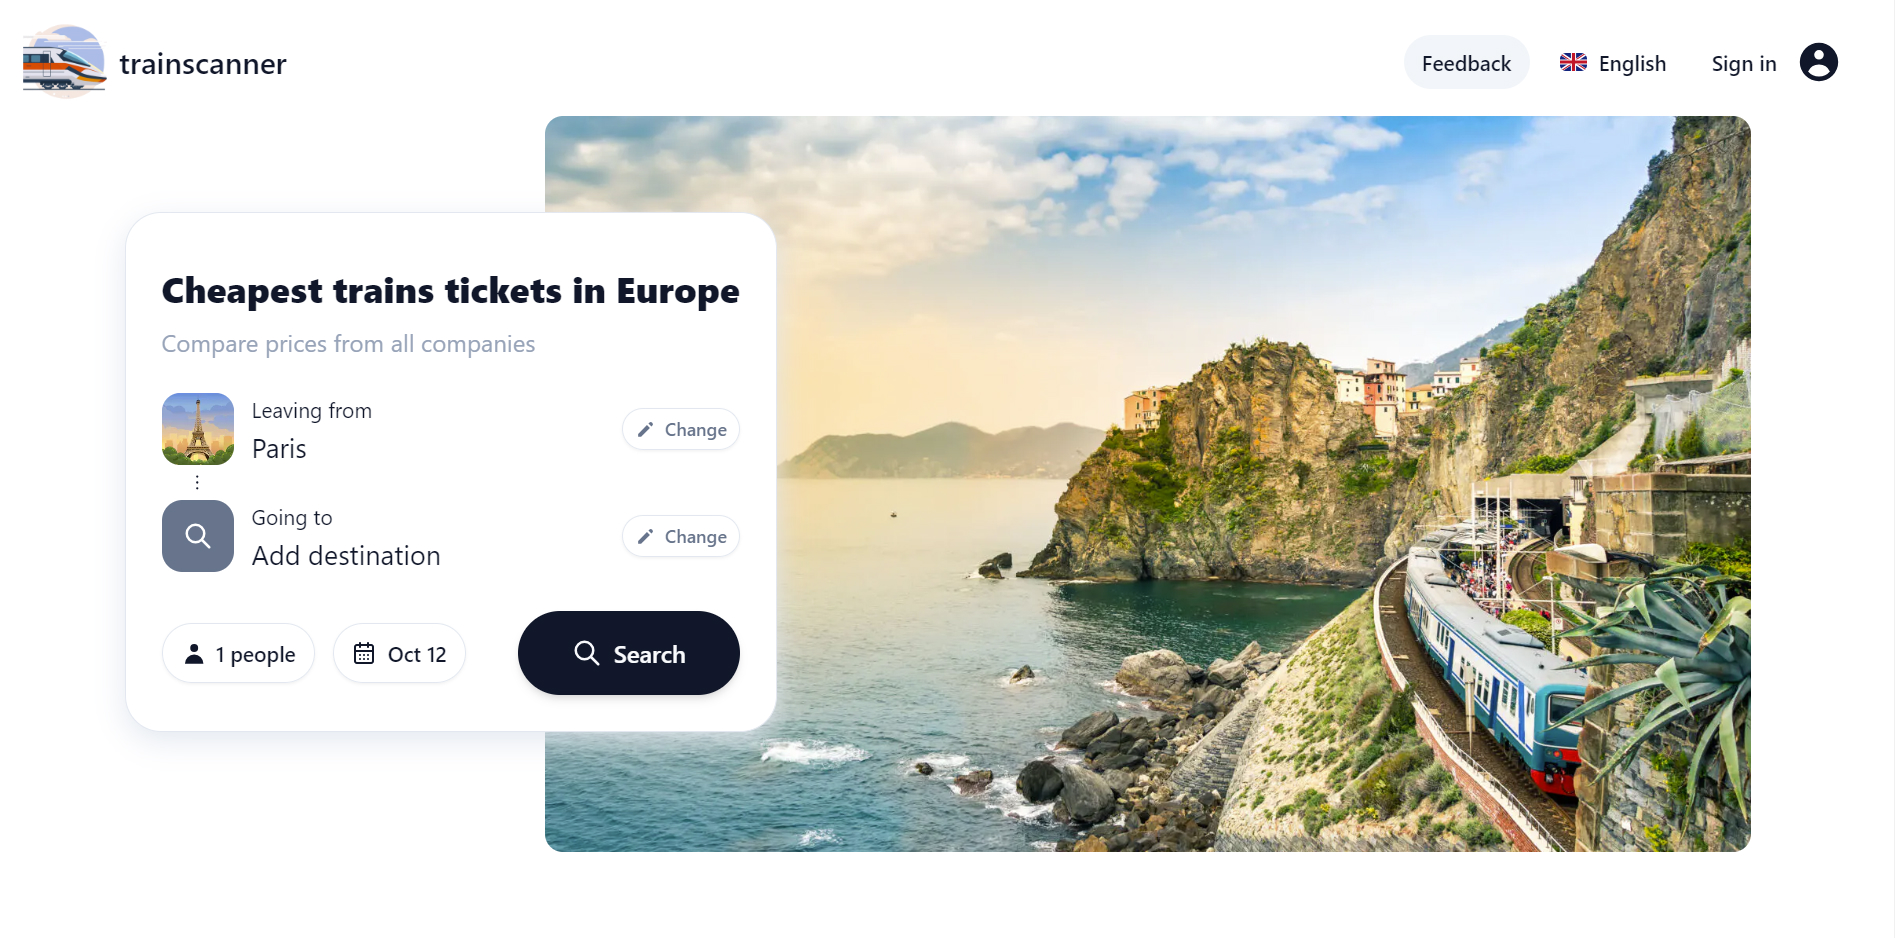 trainscanner
Feedback
English
Sign in
Cheapest trains tickets in Europe
Compare prices from all companies
Leaving from
Paris
Change
Going to
Add destination
Change
1 people
Oct 12
Search